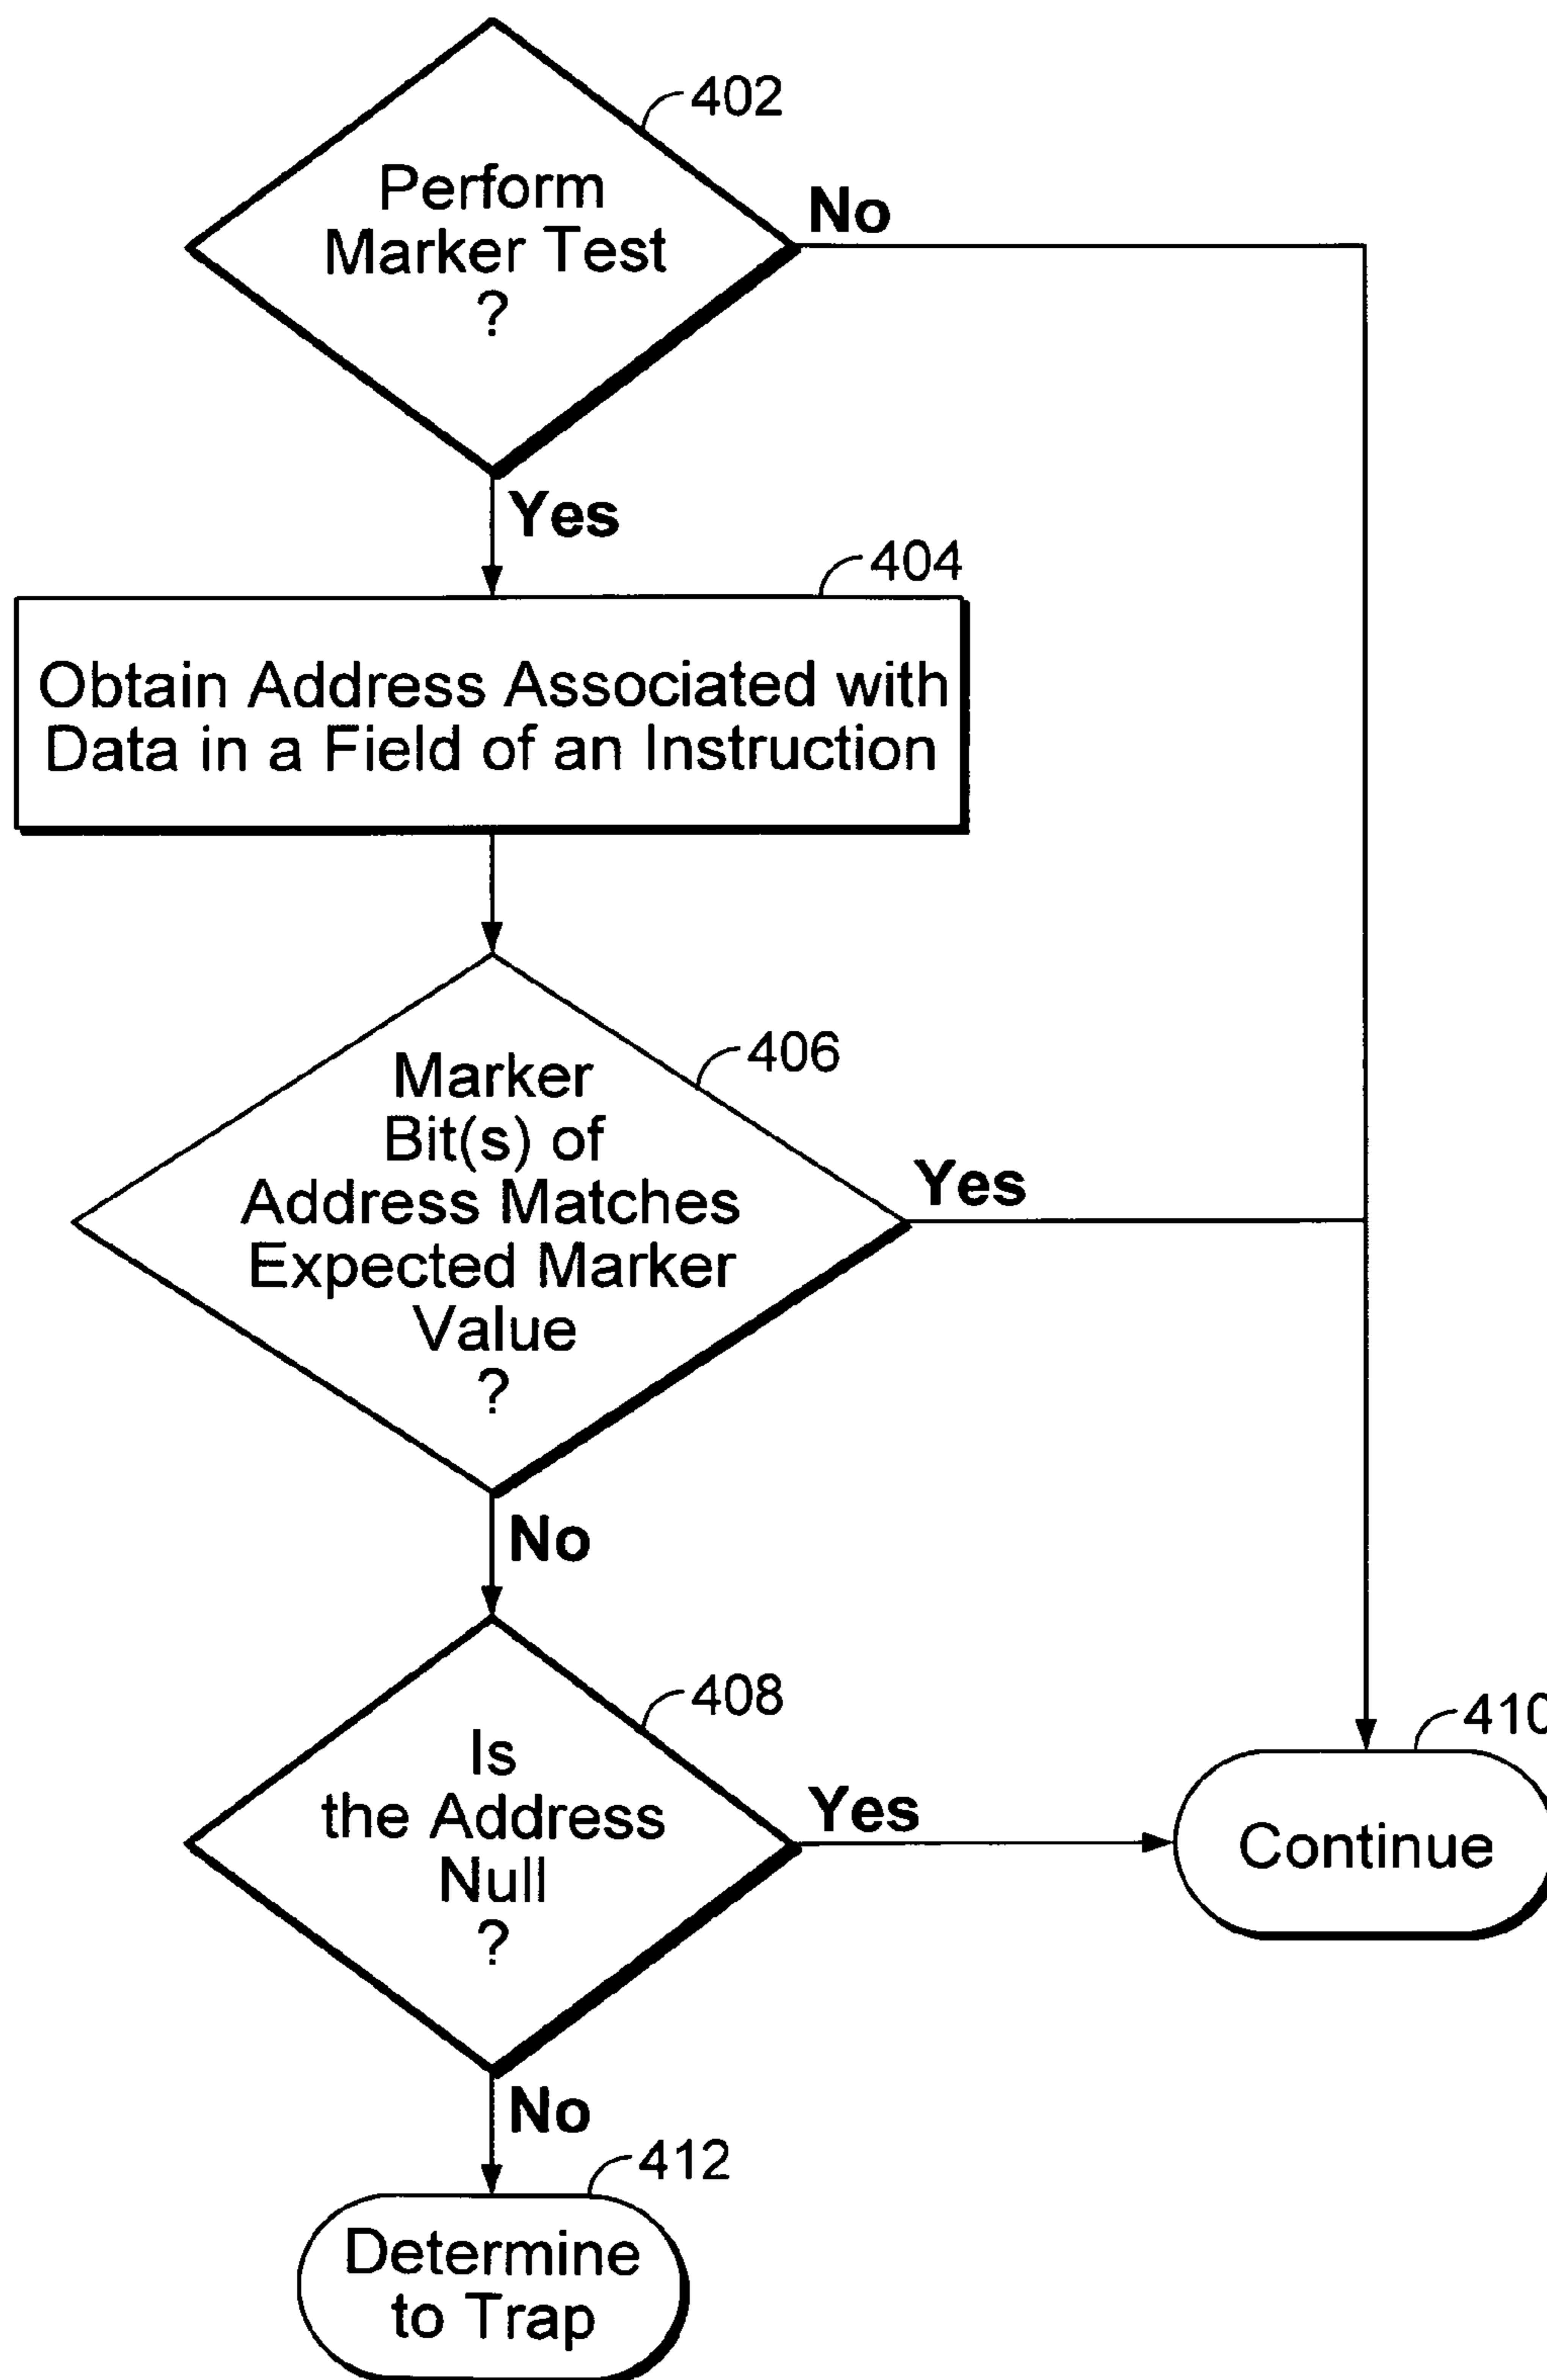 402
Perform
Marker Test
?
No
Yes
404
Obtain Address Associated with
Data in a Field of an Instruction
406
Marker
Bit(s) of
Address Matches
Expected Marker
Value
?
Yes
No
408
Is
the Address
Null
?
Yes
410
Continue
No
412
Determine
to Trap